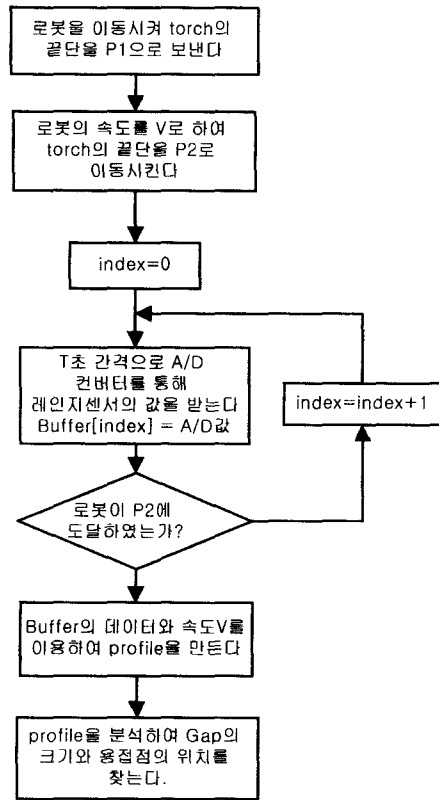 로봇을 이동시켜 torch의
끝단을 P1으로 보낸다
로봇의 속도를 V로 하여
torch의 끝단을 P2로
이동시킨다
index=0
T초 간격으로 A/D
컨버터를 통해
레인지센서의 값을 받는다
Buffer[index] = A/D값
index=index+1
로봇이 P2에
도달하였는가?
Buffer의 데이터와 속도V를
이용하여 profile을 만든다
profile을 분석하여 Gap의
크기와 용접점의 위치를
찾는다.